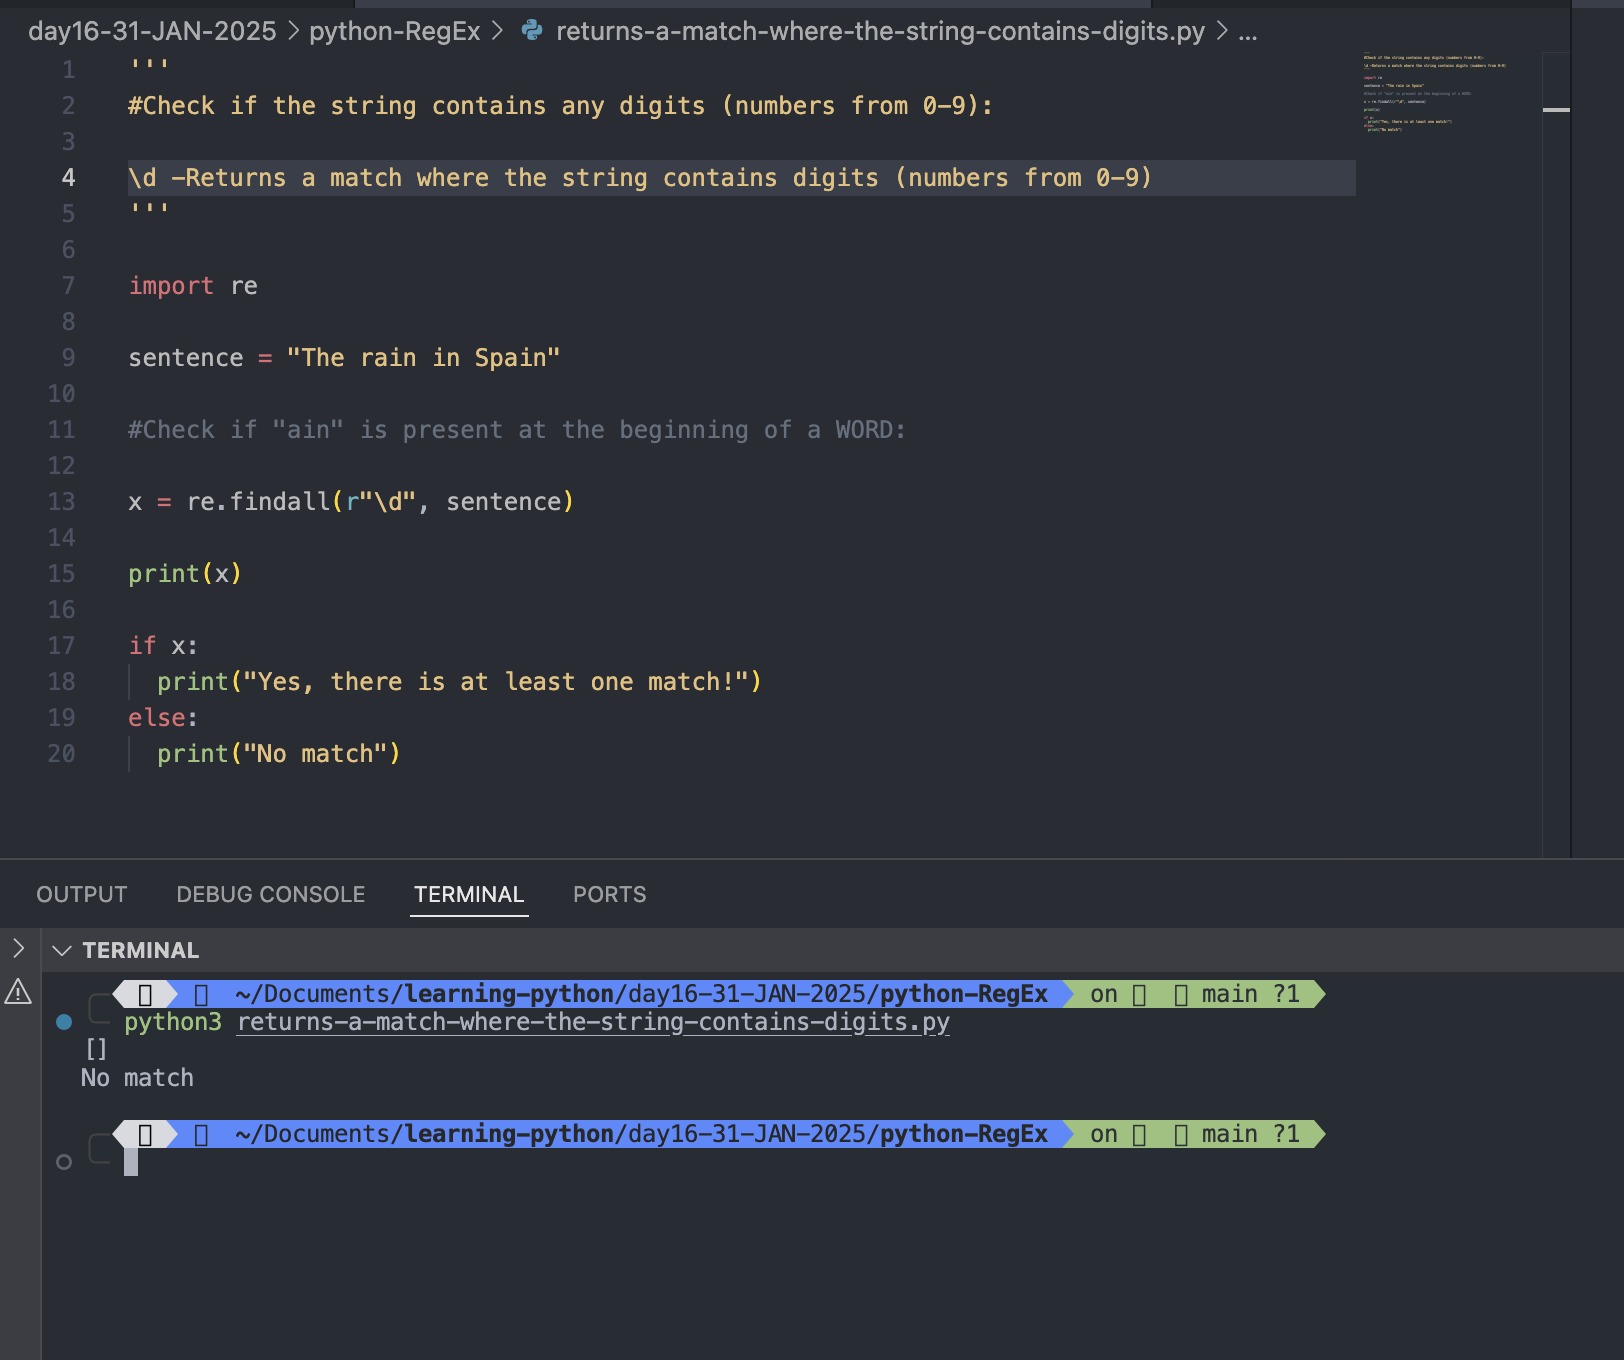 day16-31-JAN-2025 > python-RegEx > returns-a-match-where-the-string-contains-digits.py > ...
1 '''
2 #Check if the string contains any digits (numbers from 0-9):
3
4 \d -Returns a match where the string contains digits (numbers from 0-9)
5 '''
6
7 import re
8
9 sentence = "The rain in Spain"
10
11 #Check if "ain" is present at the beginning of a WORD:
12
13 x = re.findall(r"\d", sentence)
14
15 print(x)
16
17 if x:
18   print("Yes, there is at least one match!")
19 else:
20   print("No match")
OUTPUT DEBUG CONSOLE TERMINAL PORTS
TERMINAL
~/Documents/learning-python/day16-31-JAN-2025/python-RegEx on main ?1
python3 returns-a-match-where-the-string-contains-digits.py
[]
No match
~/Documents/learning-python/day16-31-JAN-2025/python-RegEx on main ?1